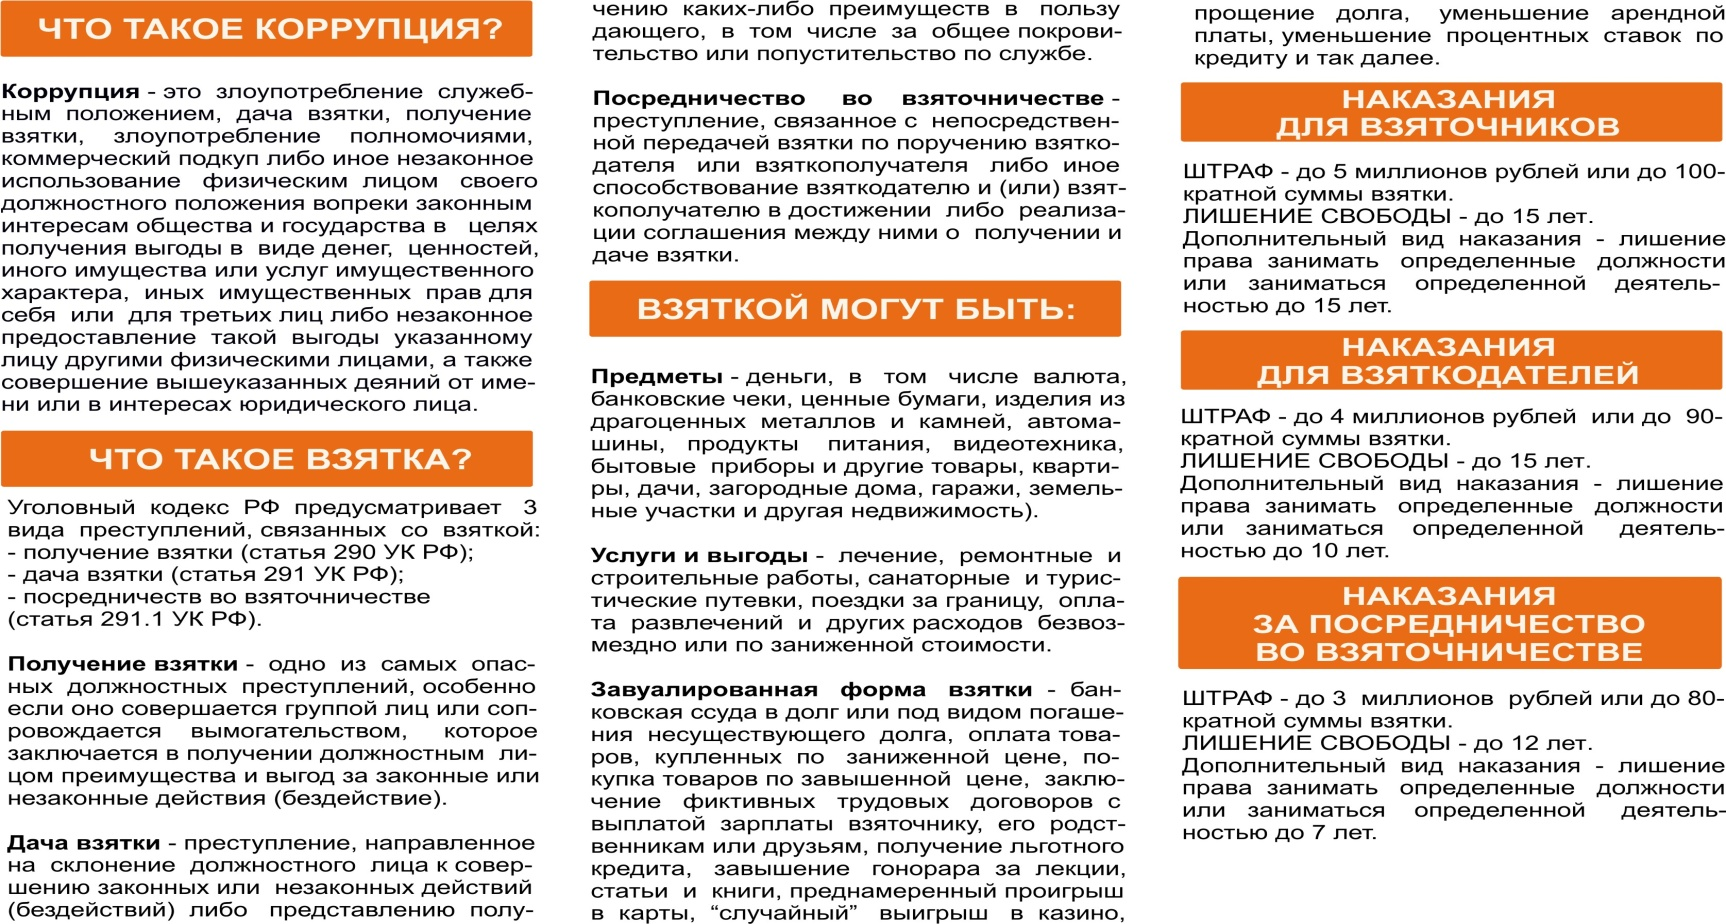 ЧТО ТАКОЕ КОРРУПЦИЯ?
Коррупция - это злоупотребление служеб-
ным положением, дача взятки, получение
взятки, злоупотребление полномочиями,
коммерческий подкуп либо иное незаконное
использование физическим лицом своего
должностного положения вопреки законным
интересам общества и государства в целях
получения выгоды в виде денег, ценностей,
иного имущества или услуг имущественного
характера, иных имущественных прав для
себя или для третьих лиц либо незаконное
предоставление такой выгоды указанному
лицу другими физическими лицами, а также
совершение вышеуказанных деяний от име-
ни или в интересах юридического лица.
ЧТО ТАКОЕ ВЗЯТКА?
Уголовный кодекс РФ предусматривает 3
вида преступлений, связанных со взяткой:
- получение взятки (статья 290 УК РФ);
- дача взятки (статья 291 УК РФ);
- посредничеств во взяточничестве
(статья 291.1 УК РФ).
Получение взятки - одно из самых опас-
ных должностных преступлений, особенно
если оно совершается группой лиц или соп-
ровождается вымогательством, которое
заключается в получении должностным ли-
цом преимущества и выгод за законные или
незаконные действия (бездействие).
Дача взятки - преступление, направленное
на склонение должностного лица к совер-
шению законных или незаконных действий
(бездействий) либо представлению полу-
чению каких-либо преимуществ в пользу
дающего, в том числе за общее покрови-
тельство или попустительство по службе.
Посредничество во взяточничестве -
преступление, связанное с непосредствен-
ной передачей взятки по поручению взятко-
дателя или взяткополучателя либо иное
способствование взяткодателю и (или) взят-
кополучателю в достижении либо реализа-
ции соглашения между ними о получении и
даче взятки.
ВЗЯТКОЙ МОГУТ БЫТЬ:
Предметы - деньги, в том числе валюта,
банковские чеки, ценные бумаги, изделия из
драгоценных металлов и камней, автома-
шины, продукты питания, видеотехника,
бытовые приборы и другие товары, кварти-
ры, дачи, загородные дома, гаражи, земель-
ные участки и другая недвижимость).
Услуги и выгоды - лечение, ремонтные и
строительные работы, санаторные и турис-
тические путевки, поездки за границу, опла-
та развлечений и других расходов безвоз-
мездно или по заниженной стоимости.
Завуалированная форма взятки - бан-
ковская ссуда в долг или под видом погаше-
ния несуществующего долга, оплата това-
ров, купленных по заниженной цене, по-
купка товаров по завышенной цене, заклю-
чение фиктивных трудовых договоров с
выплатой зарплаты взяточнику, его родст-
венникам или друзьям, получение льготного
кредита, завышение гонорара за лекции,
статьи и книги, преднамеренный проигрыш
в карты, “случайный” выигрыш в казино,
прощение долга, уменьшение арендной
платы, уменьшение процентных ставок по
кредиту и так далее.
НАКАЗАНИЯ
ДЛЯ ВЗЯТОЧНИКОВ
ШТРАФ - до 5 миллионов рублей или до 100-
кратной суммы взятки.
ЛИШЕНИЕ СВОБОДЫ - до 15 лет.
Дополнительный вид наказания - лишение
права занимать определенные должности
или заниматься определенной деятель-
ностью до 15 лет.
НАКАЗАНИЯ
ДЛЯ ВЗЯТКОДАТЕЛЕЙ
ШТРАФ - до 4 миллионов рублей или до 90-
кратной суммы взятки.
ЛИШЕНИЕ СВОБОДЫ - до 15 лет.
Дополнительный вид наказания - лишение
права занимать определенные должности
или заниматься определенной деятель-
ностью до 10 лет.
НАКАЗАНИЯ
ЗА ПОСРЕДНИЧЕСТВО
ВО ВЗЯТОЧНИЧЕСТВЕ
ШТРАФ - до 3 миллионов рублей или до 80-
кратной суммы взятки.
ЛИШЕНИЕ СВОБОДЫ - до 12 лет.
Дополнительный вид наказания - лишение
права занимать определенные должности
или заниматься определенной деятель-
ностью до 7 лет.